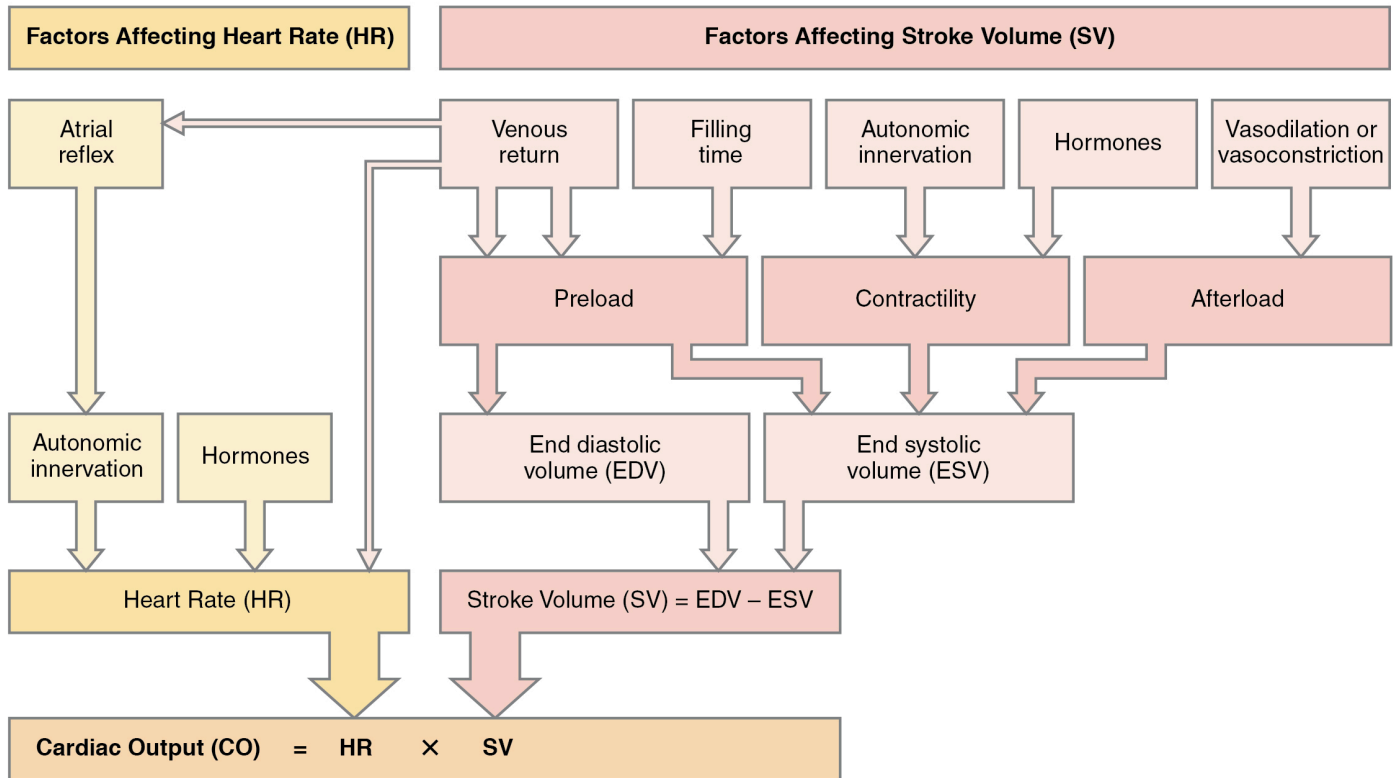 Factors Affecting Heart Rate (HR)
Factors Affecting Stroke Volume (SV)
Atrial
reflex
Venous
return
Filling
time
Autonomic
innervation
Hormones
Vasodilation or
vasoconstriction
Preload
Contractility
Afterload
Autonomic
innervation
Hormones
End diastolic
volume (EDV)
End systolic
volume (ESV)
Heart Rate (HR)
Stroke Volume (SV) = EDV – ESV
Cardiac Output (CO) = HR × SV